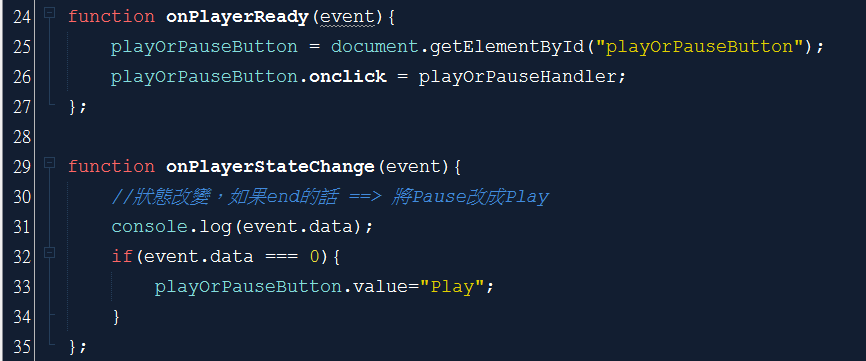 24 function onPlayerReady(event){
25 playOrPauseButton = document.getElementById("playOrPauseButton");
26 playOrPauseButton.onclick = playOrPauseHandler;
27 };
28
29 function onPlayerStateChange(event){
30 //狀態改變，如果end的話 ==> 將Pause改成Play
31 console.log(event.data);
32 if(event.data === 0){
33 playOrPauseButton.value="Play";
34 }
35 };